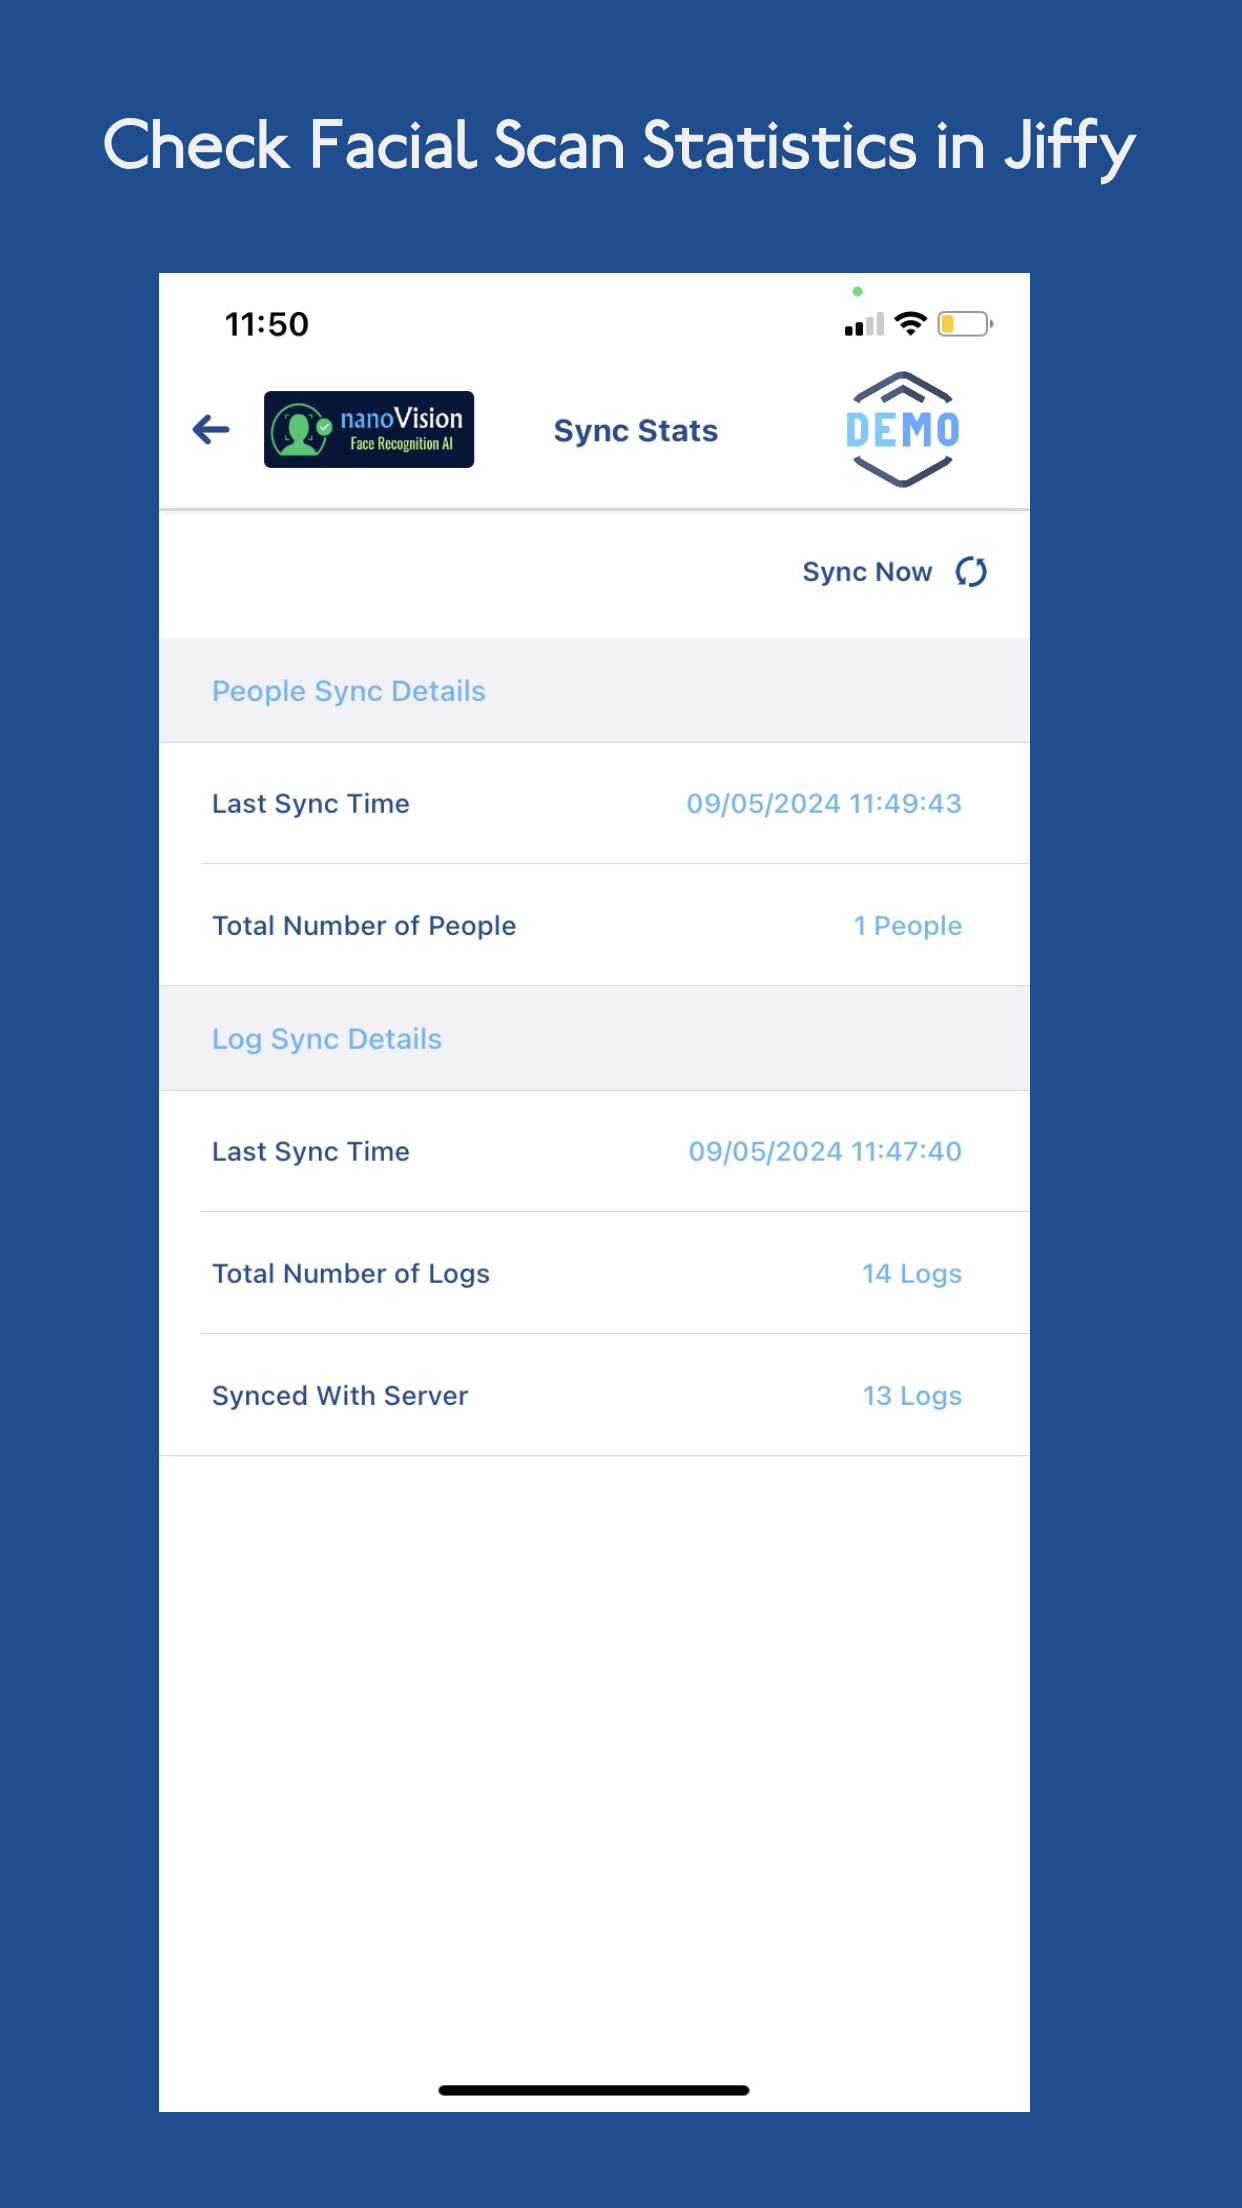 Check Facial Scan Statistics in Jiffy
11:50
nanoVision
Face Recognition AI
Sync Stats
DEMO
Sync Now
People Sync Details
Last Sync Time 09/05/2024 11:49:43
Total Number of People 1 People
Log Sync Details
Last Sync Time 09/05/2024 11:47:40
Total Number of Logs 14 Logs
Synced With Server 13 Logs